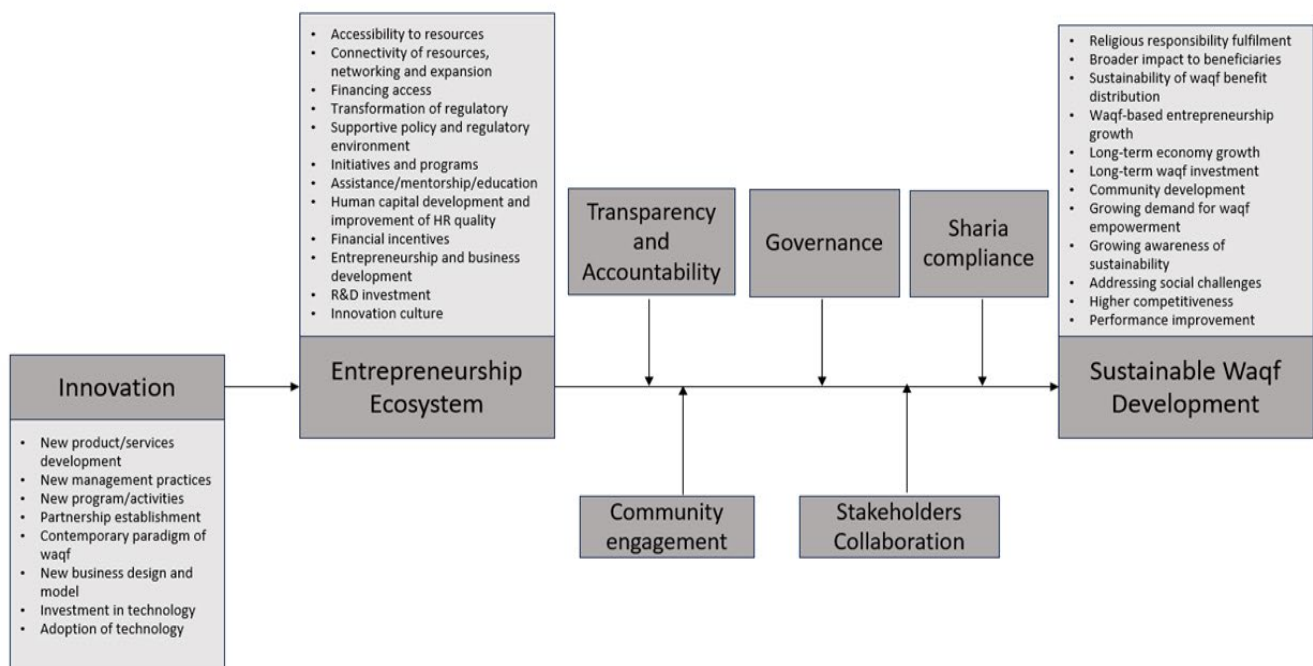 • Accessibility to resources
• Connectivity of resources,
networking and expansion
• Financing access
• Transformation of regulatory
• Supportive policy and regulatory
environment
• Initiatives and programs
• Assistance/mentorship/education
• Human capital development and
improvement of HR quality
• Financial incentives
• Entrepreneurship and business
development
• R&D investment
• Innovation culture
Entrepreneurship
Ecosystem
Innovation
• New product/services
development
• New management practices
• New program/activities
• Partnership establishment
• Contemporary paradigm of
waqf
• New business design and
model
• Investment in technology
• Adoption of technology
Transparency
and
Accountability
Governance
Sharia
compliance
Community
engagement
Stakeholders
Collaboration
• Religious responsibility fulfilment
• Broader impact to beneficiaries
• Sustainability of waqf benefit
distribution
• Waqf-based entrepreneurship
growth
• Long-term economy growth
• Long-term waqf investment
• Community development
• Growing demand for waqf
empowerment
• Growing awareness of
sustainability
• Addressing social challenges
• Higher competitiveness
• Performance improvement
Sustainable Waqf
Development